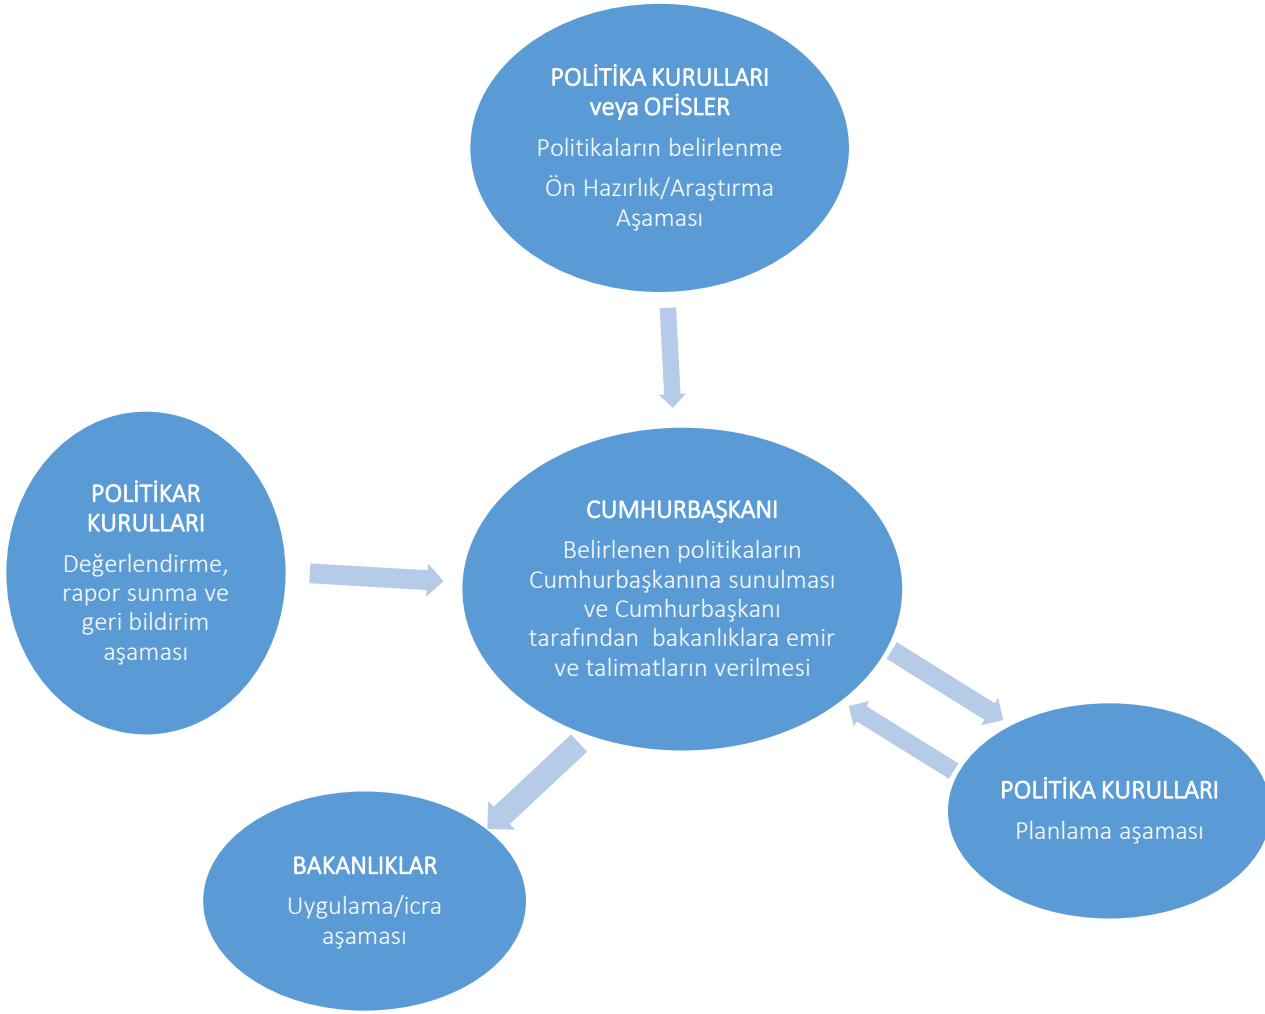 POLİTİKA KURULLARI
veya OFİSLER
Politikaların belirlenme
Ön Hazırlık/Araştırma
Aşaması
POLİTİKAR
KURULLARI
Değerlendirme,
rapor sunma ve
geri bildirim
aşaması
CUMHURBAŞKANI
Belirlenen politikaların
Cumhurbaşkanına sunulması
ve Cumhurbaşkanı
tarafından  bakanlıklara emir
ve talimatların verilmesi
POLİTİKA KURULLARI
Planlama aşaması
BAKANLIKLAR
Uygulama/icra
aşaması